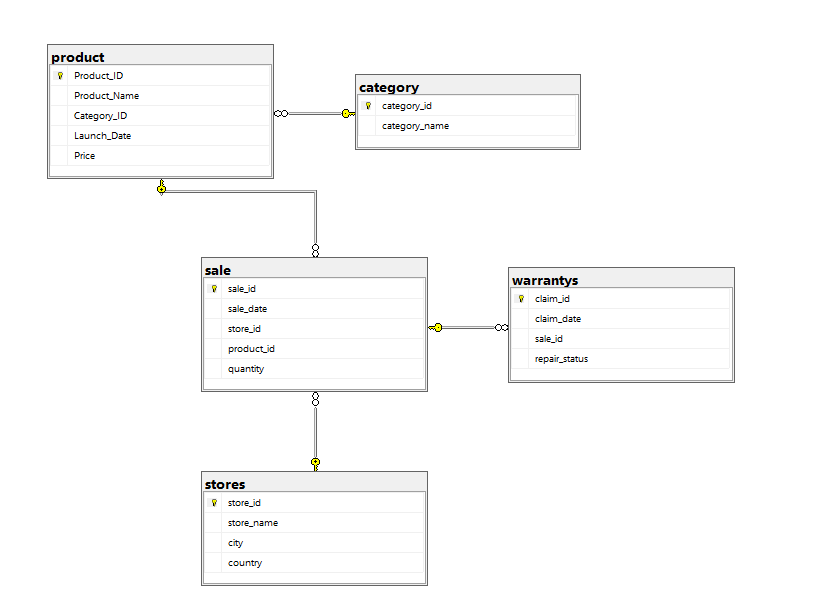 product
Product_ID
Product_Name
Category_ID
Launch_Date
Price
category
category_id
category_name
sale
sale_id
sale_date
store_id
product_id
quantity
warrantys
claim_id
claim_date
sale_id
repair_status
stores
store_id
store_name
city
country